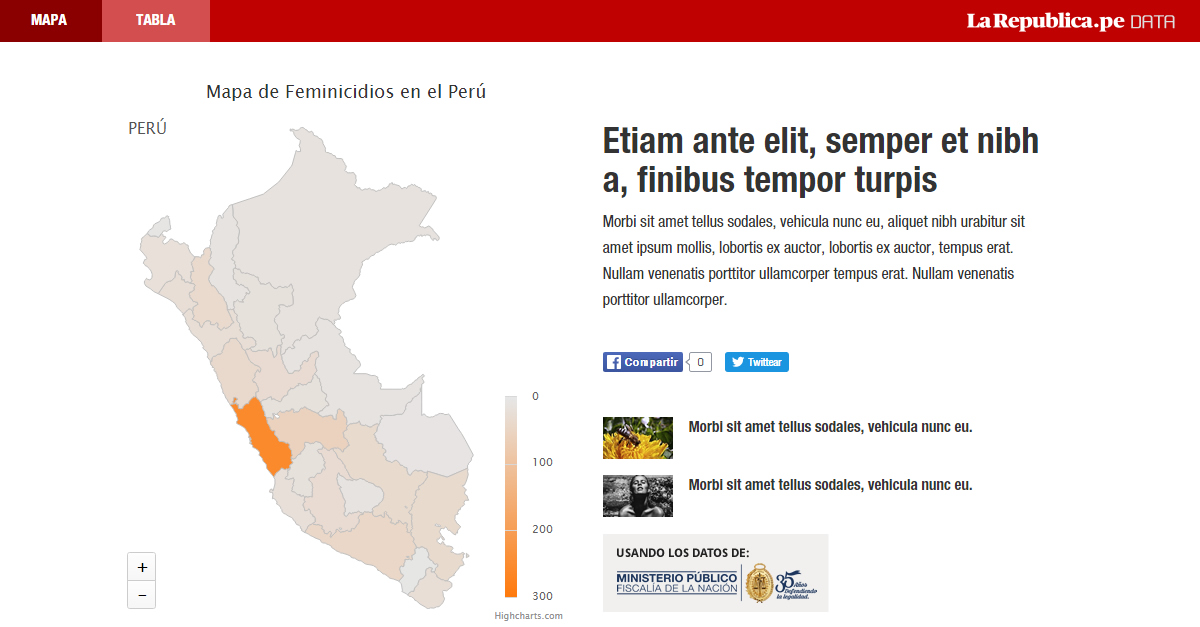 MAPA
TABLA
LaRepublica.pe DATA
Mapa de Feminicidios en el Perú
PERÚ
0
100
200
300
+
−
Highcharts.com
Etiam ante elit, semper et nibh
a, finibus tempor turpis
Morbi sit amet tellus sodales, vehicula nunc eu, aliquet nibh urabitur sit
amet ipsum mollis, lobortis ex auctor, lobortis ex auctor, tempus erat.
Nullam venenatis porttitor ullamcorper tempus erat. Nullam venenatis
porttitor ullamcorper.
Compartir
0
Twittear
Morbi sit amet tellus sodales, vehicula nunc eu.
Morbi sit amet tellus sodales, vehicula nunc eu.
USANDO LOS DATOS DE:
MINISTERIO PÚBLICO
FISCALÍA DE LA NACIÓN
35 Años
Defendiendo
la legalidad.